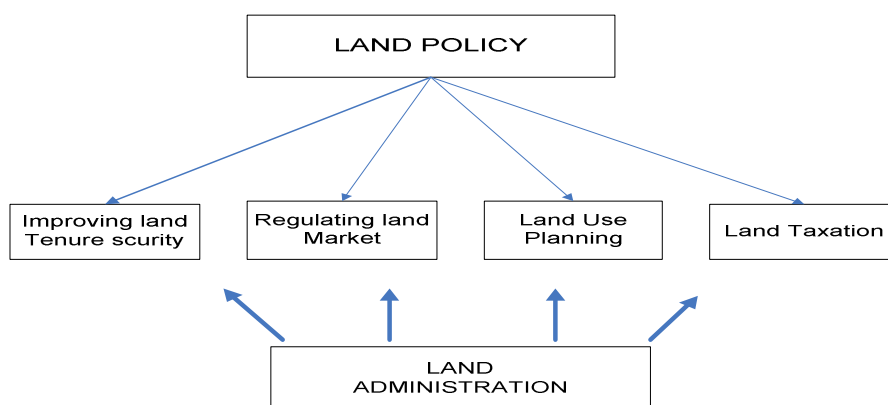 LAND POLICY
Improving land
Tenure scurity
Regulating land
Market
Land Use
Planning
Land Taxation
LAND
ADMINISTRATION